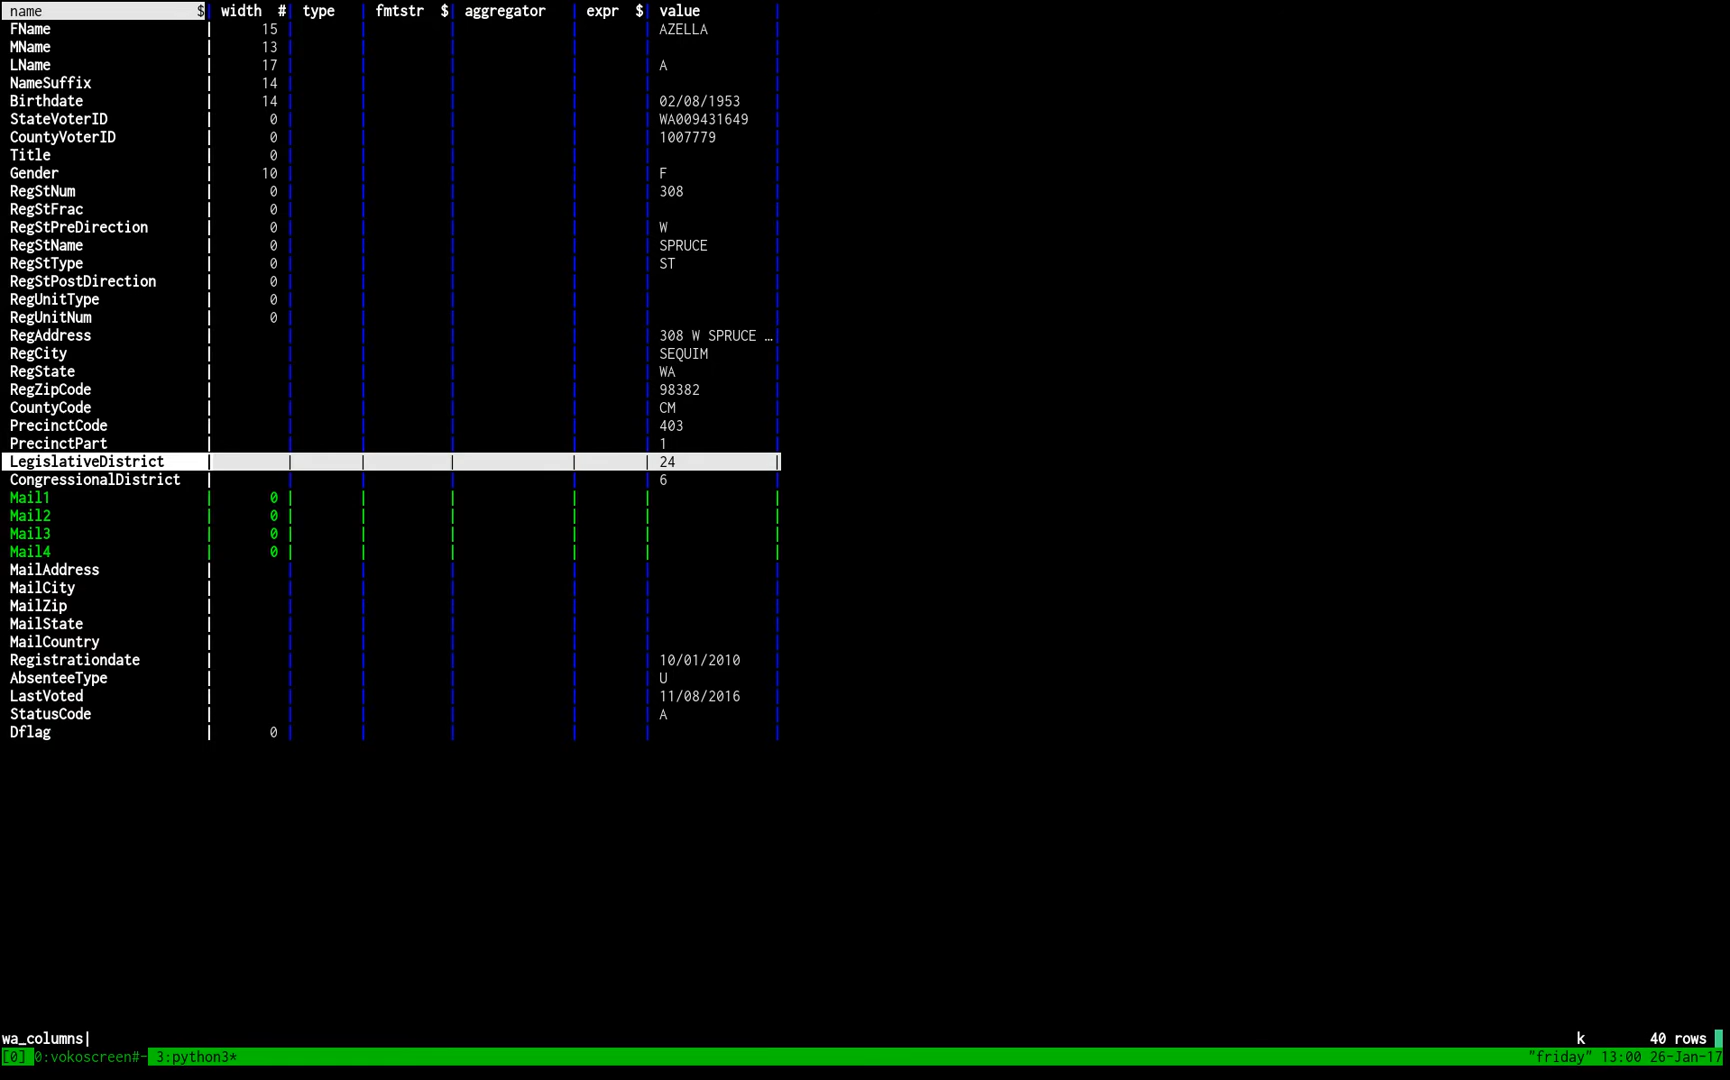 name $ width # type fmtstr $ aggregator expr $ value
FName | 15 | | | | | AZELLA |
MName | 13 | | | | | |
LName | 17 | | | | | A |
NameSuffix | 14 | | | | | |
Birthdate | 14 | | | | | 02/08/1953 |
StateVoterID | 0 | | | | | WA009431649 |
CountyVoterID | 0 | | | | | 1007779 |
Title | 0 | | | | | |
Gender | 10 | | | | | F |
RegStNum | 0 | | | | | 308 |
RegStFrac | 0 | | | | | |
RegStPreDirection | 0 | | | | | W |
RegStName | 0 | | | | | SPRUCE |
RegStType | 0 | | | | | ST |
RegStPostDirection | 0 | | | | | |
RegUnitType | 0 | | | | | |
RegUnitNum | 0 | | | | | |
RegAddress | | | | | | 308 W SPRUCE … |
RegCity | | | | | | SEQUIM |
RegState | | | | | | WA |
RegZipCode | | | | | | 98382 |
CountyCode | | | | | | CM |
PrecinctCode | | | | | | 403 |
PrecinctPart | | | | | | 1 |
LegislativeDistrict | | | | | | 24 |
CongressionalDistrict | | | | | | 6 |
Mail1 | 0 | | | | | |
Mail2 | 0 | | | | | |
Mail3 | 0 | | | | | |
Mail4 | 0 | | | | | |
MailAddress | | | | | | |
MailCity | | | | | | |
MailZip | | | | | | |
MailState | | | | | | |
MailCountry | | | | | | |
Registrationdate | | | | | | 10/01/2010 |
AbsenteeType | | | | | | U |
LastVoted | | | | | | 11/08/2016 |
StatusCode | | | | | | A |
Dflag | 0 | | | | | |
wa_columns| k 40 rows
[0] 0:vokoscreen#- 3:python3* "friday" 13:00 26-Jan-17